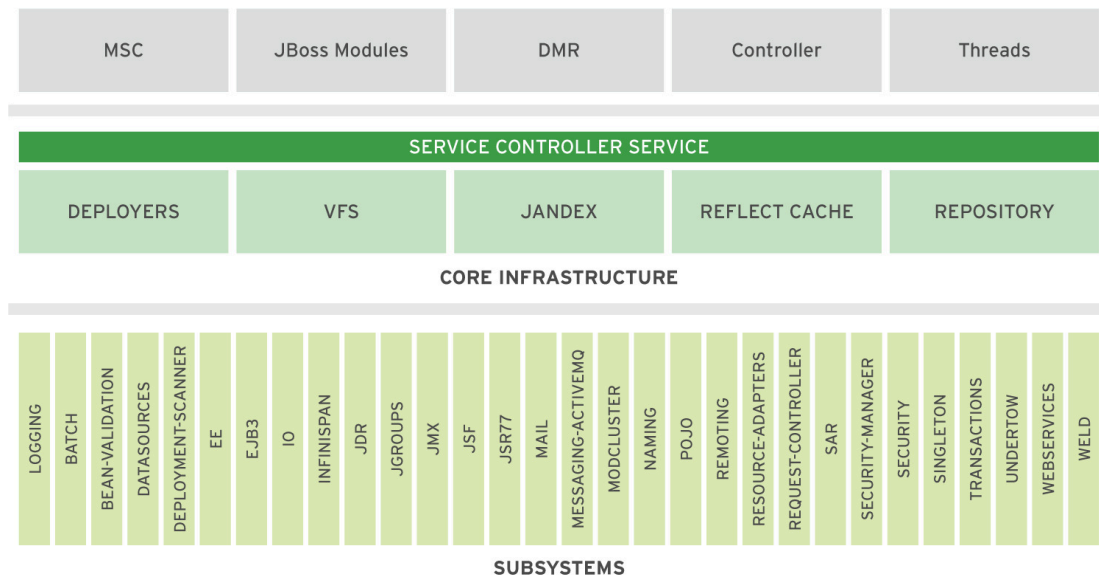 MSC
JBoss Modules
DMR
Controller
Threads
SERVICE CONTROLLER SERVICE
DEPLOYERS
VFS
JANDEX
REFLECT CACHE
REPOSITORY
CORE INFRASTRUCTURE
LOGGING
BATCH
BEAN-VALIDATION
DATASOURCES
DEPLOYMENT-SCANNER
EE
EJB3
IO
INFINISPAN
JDR
JGROUPS
JMX
JSF
JSR77
MAIL
MESSAGING-ACTIVEMQ
MODCLUSTER
NAMING
POJO
REMOTING
RESOURCE-ADAPTERS
REQUEST-CONTROLLER
SAR
SECURITY-MANAGER
SECURITY
SINGLETON
TRANSACTIONS
UNDERTOW
WEBSERVICES
WELD
SUBSYSTEMS